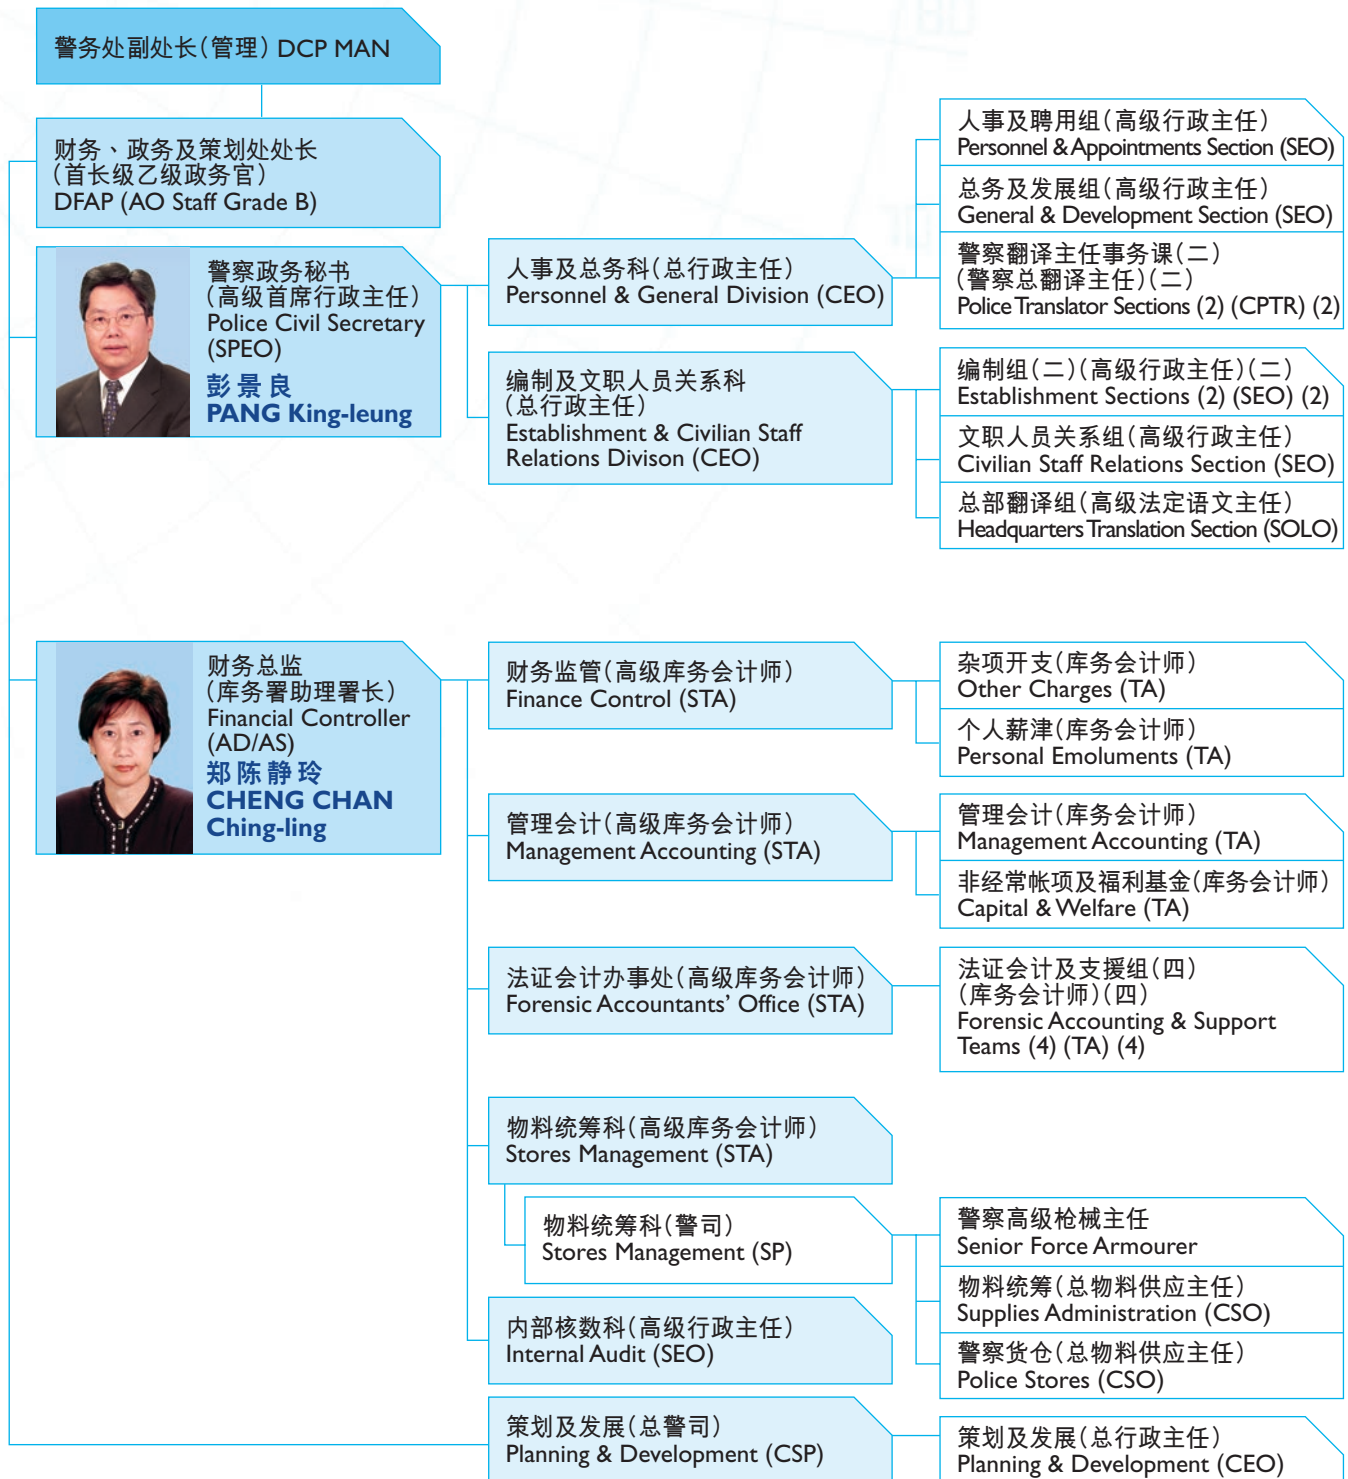 警务处副处长(管理) DCP MAN
财务、政务及策划处处长
(首长级乙级政务官)
DFAP (AO Staff Grade B)
警察政务秘书
(高级首席行政主任)
Police Civil Secretary
(SPEO)
彭景良
PANG King-leung
人事及总务科(总行政主任)
Personnel & General Division (CEO)
人事及聘用组(高级行政主任)
Personnel & Appointments Section (SEO)
总务及发展组(高级行政主任)
General & Development Section (SEO)
警察翻译主任事务课(二)
(警察总翻译主任)(二)
Police Translator Sections (2) (CPTR) (2)
编制及文职人员关系科
(总行政主任)
Establishment & Civilian Staff
Relations Divison (CEO)
编制组(二)(高级行政主任)(二)
Establishment Sections (2) (SEO) (2)
文职人员关系组(高级行政主任)
Civilian Staff Relations Section (SEO)
总部翻译组(高级法定语文主任)
Headquarters Translation Section (SOLO)
财务总监
(库务署助理署长)
Financial Controller
(AD/AS)
郑陈静玲
CHENG CHAN
Ching-ling
财务监管(高级库务会计师)
Finance Control (STA)
杂项开支(库务会计师)
Other Charges (TA)
个人薪津(库务会计师)
Personal Emoluments (TA)
管理会计(高级库务会计师)
Management Accounting (STA)
管理会计(库务会计师)
Management Accounting (TA)
非经常帐项及福利基金(库务会计师)
Capital & Welfare (TA)
法证会计办事处(高级库务会计师)
Forensic Accountants’ Office (STA)
法证会计及支援组(四)
(库务会计师)(四)
Forensic Accounting & Support
Teams (4) (TA) (4)
物料统筹科(高级库务会计师)
Stores Management (STA)
物料统筹科(警司)
Stores Management (SP)
警察高级枪械主任
Senior Force Armourer
物料统筹(总物料供应主任)
Supplies Administration (CSO)
警察货仓(总物料供应主任)
Police Stores (CSO)
内部核数科(高级行政主任)
Internal Audit (SEO)
策划及发展(总警司)
Planning & Development (CSP)
策划及发展(总行政主任)
Planning & Development (CEO)